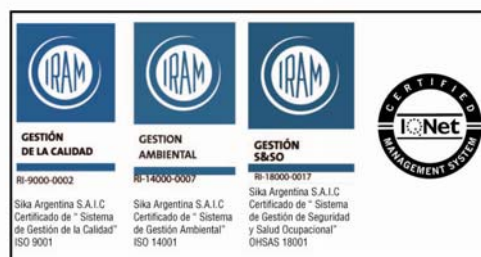 IRAM
GESTIÓN
DE LA CALIDAD
RI-9000-0002
Sika Argentina S.A.I.C
Certificado de " Sistema
de Gestión de la Calidad"
ISO 9001
IRAM
GESTION
AMBIENTAL
RI-14000-0007
Sika Argentina S.A.I.C
Certificado de " Sistema
de Gestión Ambiental"
ISO 14001
IRAM
GESTIÓN
S&SO
RI-18000-0017
Sika Argentina S.A.I.C
Certificado de " Sistema
de Gestión de Seguridad
y Salud Ocupacional"
OHSAS 18001
CERTIFIED
IQNet
MANAGEMENT SYSTEM